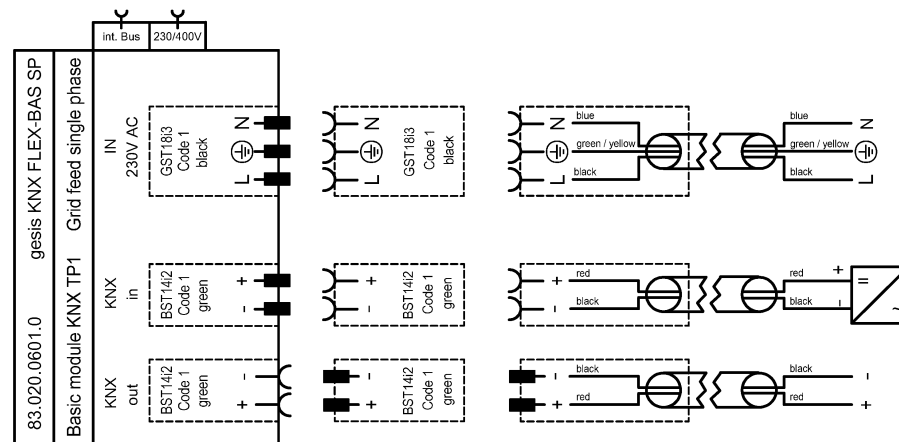 int. Bus
230/400V
83.020.0601.0 gesis KNX FLEX-BAS SP
Basic module KNX TP1 Grid feed single phase
IN
230V AC
GST18i3
Code 1
black
N
L
GST18i3
Code 1
black
N
L
N
L
blue
green / yellow
black
blue
green / yellow
black
N
L
KNX
in
BST14i2
Code 1
green
+
-
BST14i2
Code 1
green
+
-
+
-
red
black
red
black
+
-
=
~
KNX
out
BST14i2
Code 1
green
-
+
BST14i2
Code 1
green
-
+
-
+
black
red
black
red
-
+